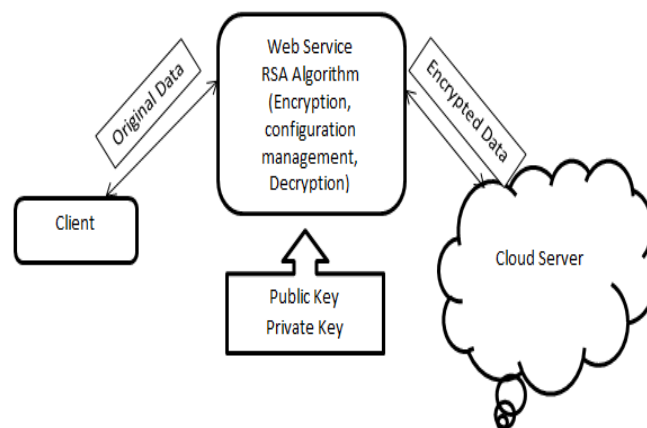 Web Service
RSA Algorithm
(Encryption,
configuration
management,
Decryption)
Original Data
Encrypted Data
Client
Cloud Server
Public Key
Private Key